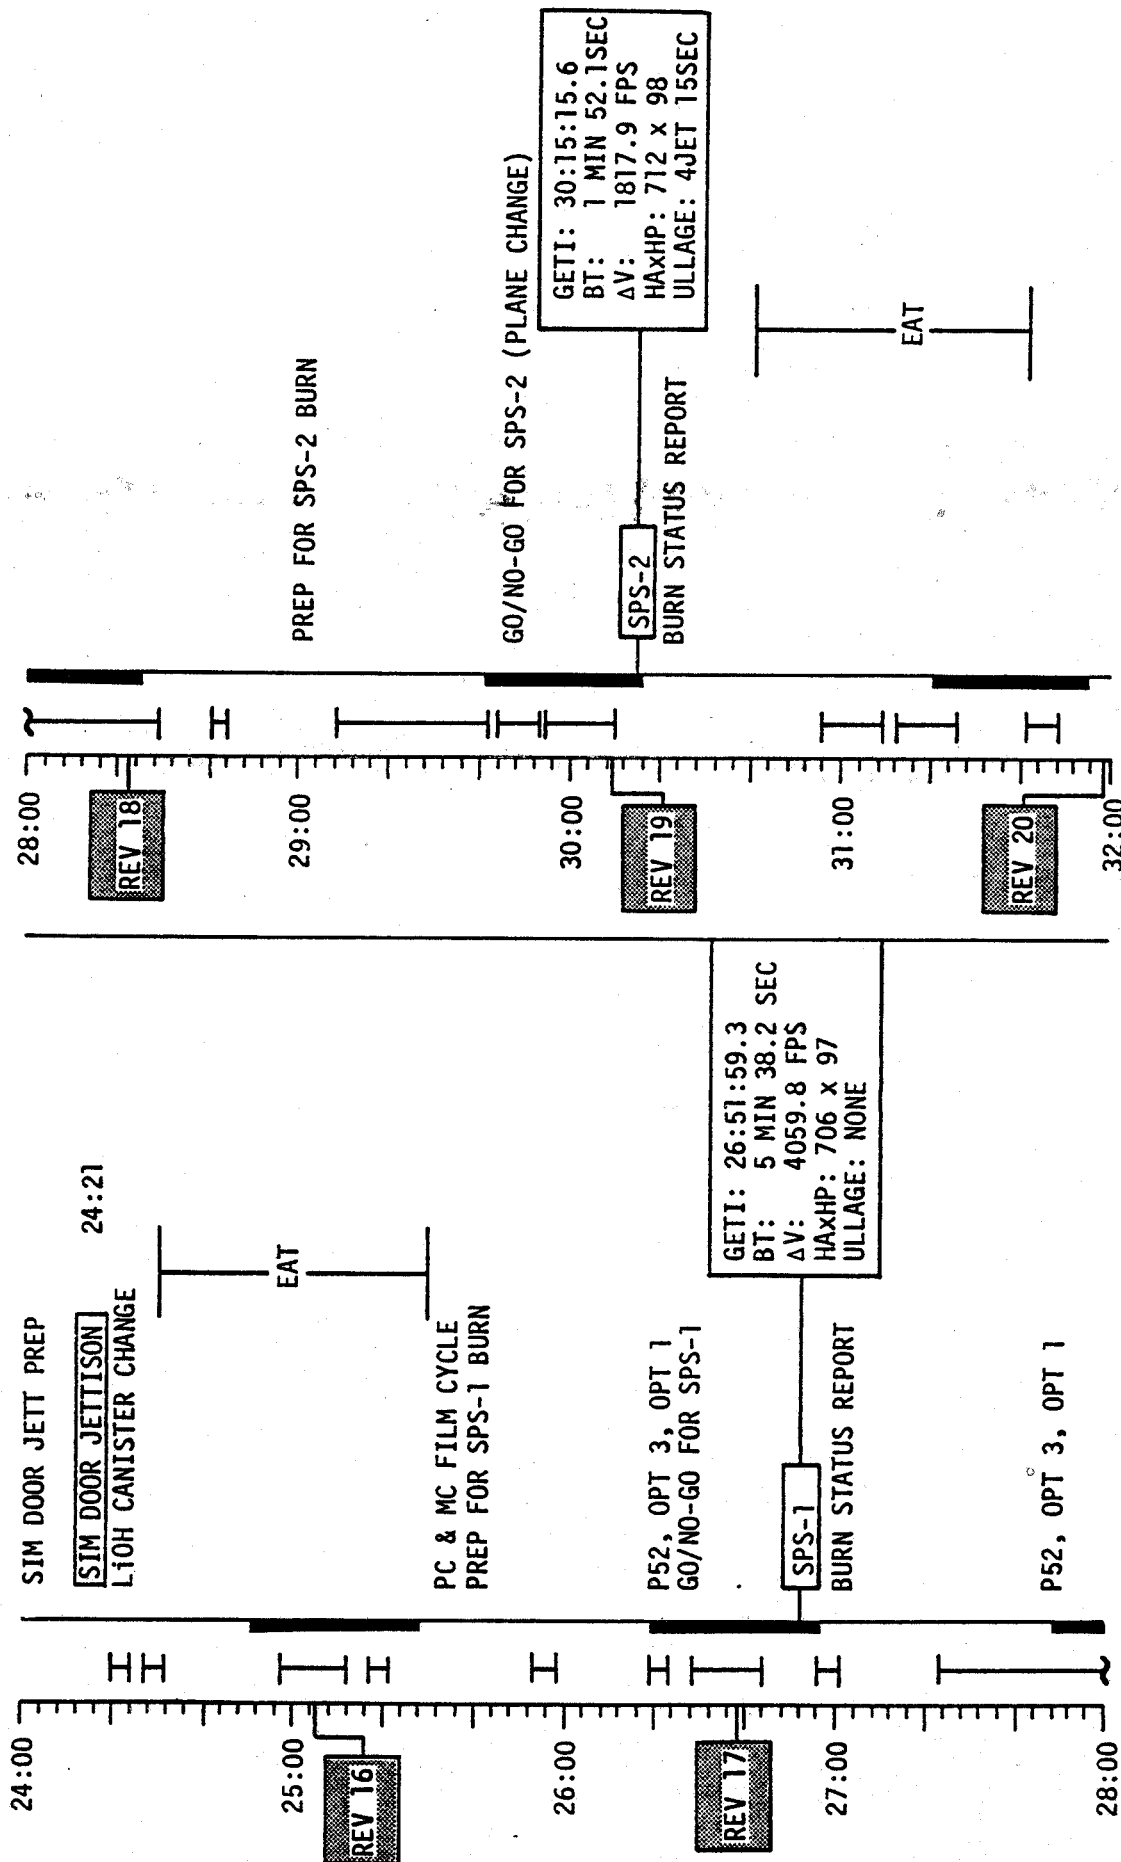 24:00
25:00
REV 16
26:00
REV 17
27:00
28:00
SIM DOOR JETT PREP
SIM DOOR JETTISON 24:21
LiOH CANISTER CHANGE
EAT
PC & MC FILM CYCLE
PREP FOR SPS-1 BURN
P52, OPT 3, OPT 1
GO/NO-GO FOR SPS-1
SPS-1
GETI: 26:51:59.3
BT: 5 MIN 38.2 SEC
ΔV: 4059.8 FPS
HAxHP: 706 x 97
ULLAGE: NONE
BURN STATUS REPORT
P52, OPT 3, OPT 1
28:00
REV 18
29:00
30:00
REV 19
31:00
REV 20
32:00
PREP FOR SPS-2 BURN
GO/NO-GO FOR SPS-2 (PLANE CHANGE)
SPS-2
GETI: 30:15:15.6
BT: 1 MIN 52.1SEC
ΔV: 1817.9 FPS
HAxHP: 712 x 98
ULLAGE: 4JET 15SEC
BURN STATUS REPORT
EAT